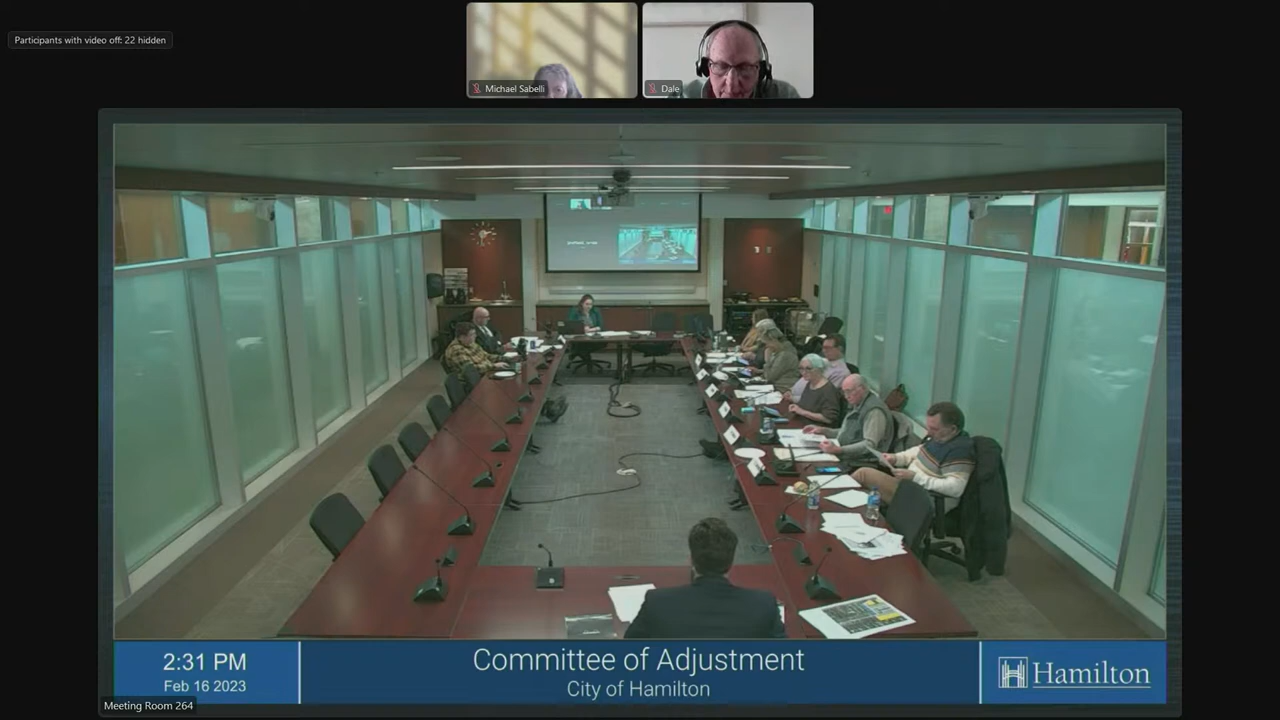 Participants with video off: 22 hidden
Michael Sabelli
Dale
2:31 PM
Feb 16 2023
Committee of Adjustment
City of Hamilton
Hamilton
Meeting Room 264